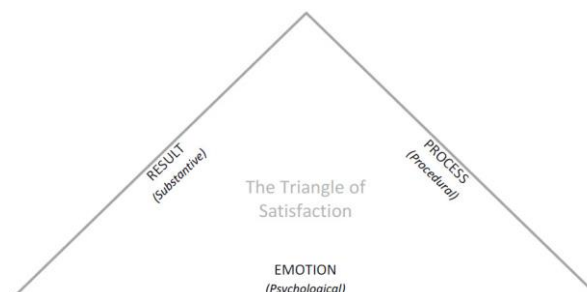 RESULT
(Substantive)
PROCESS
(Procedural)
The Triangle of
Satisfaction
EMOTION
(Psychological)